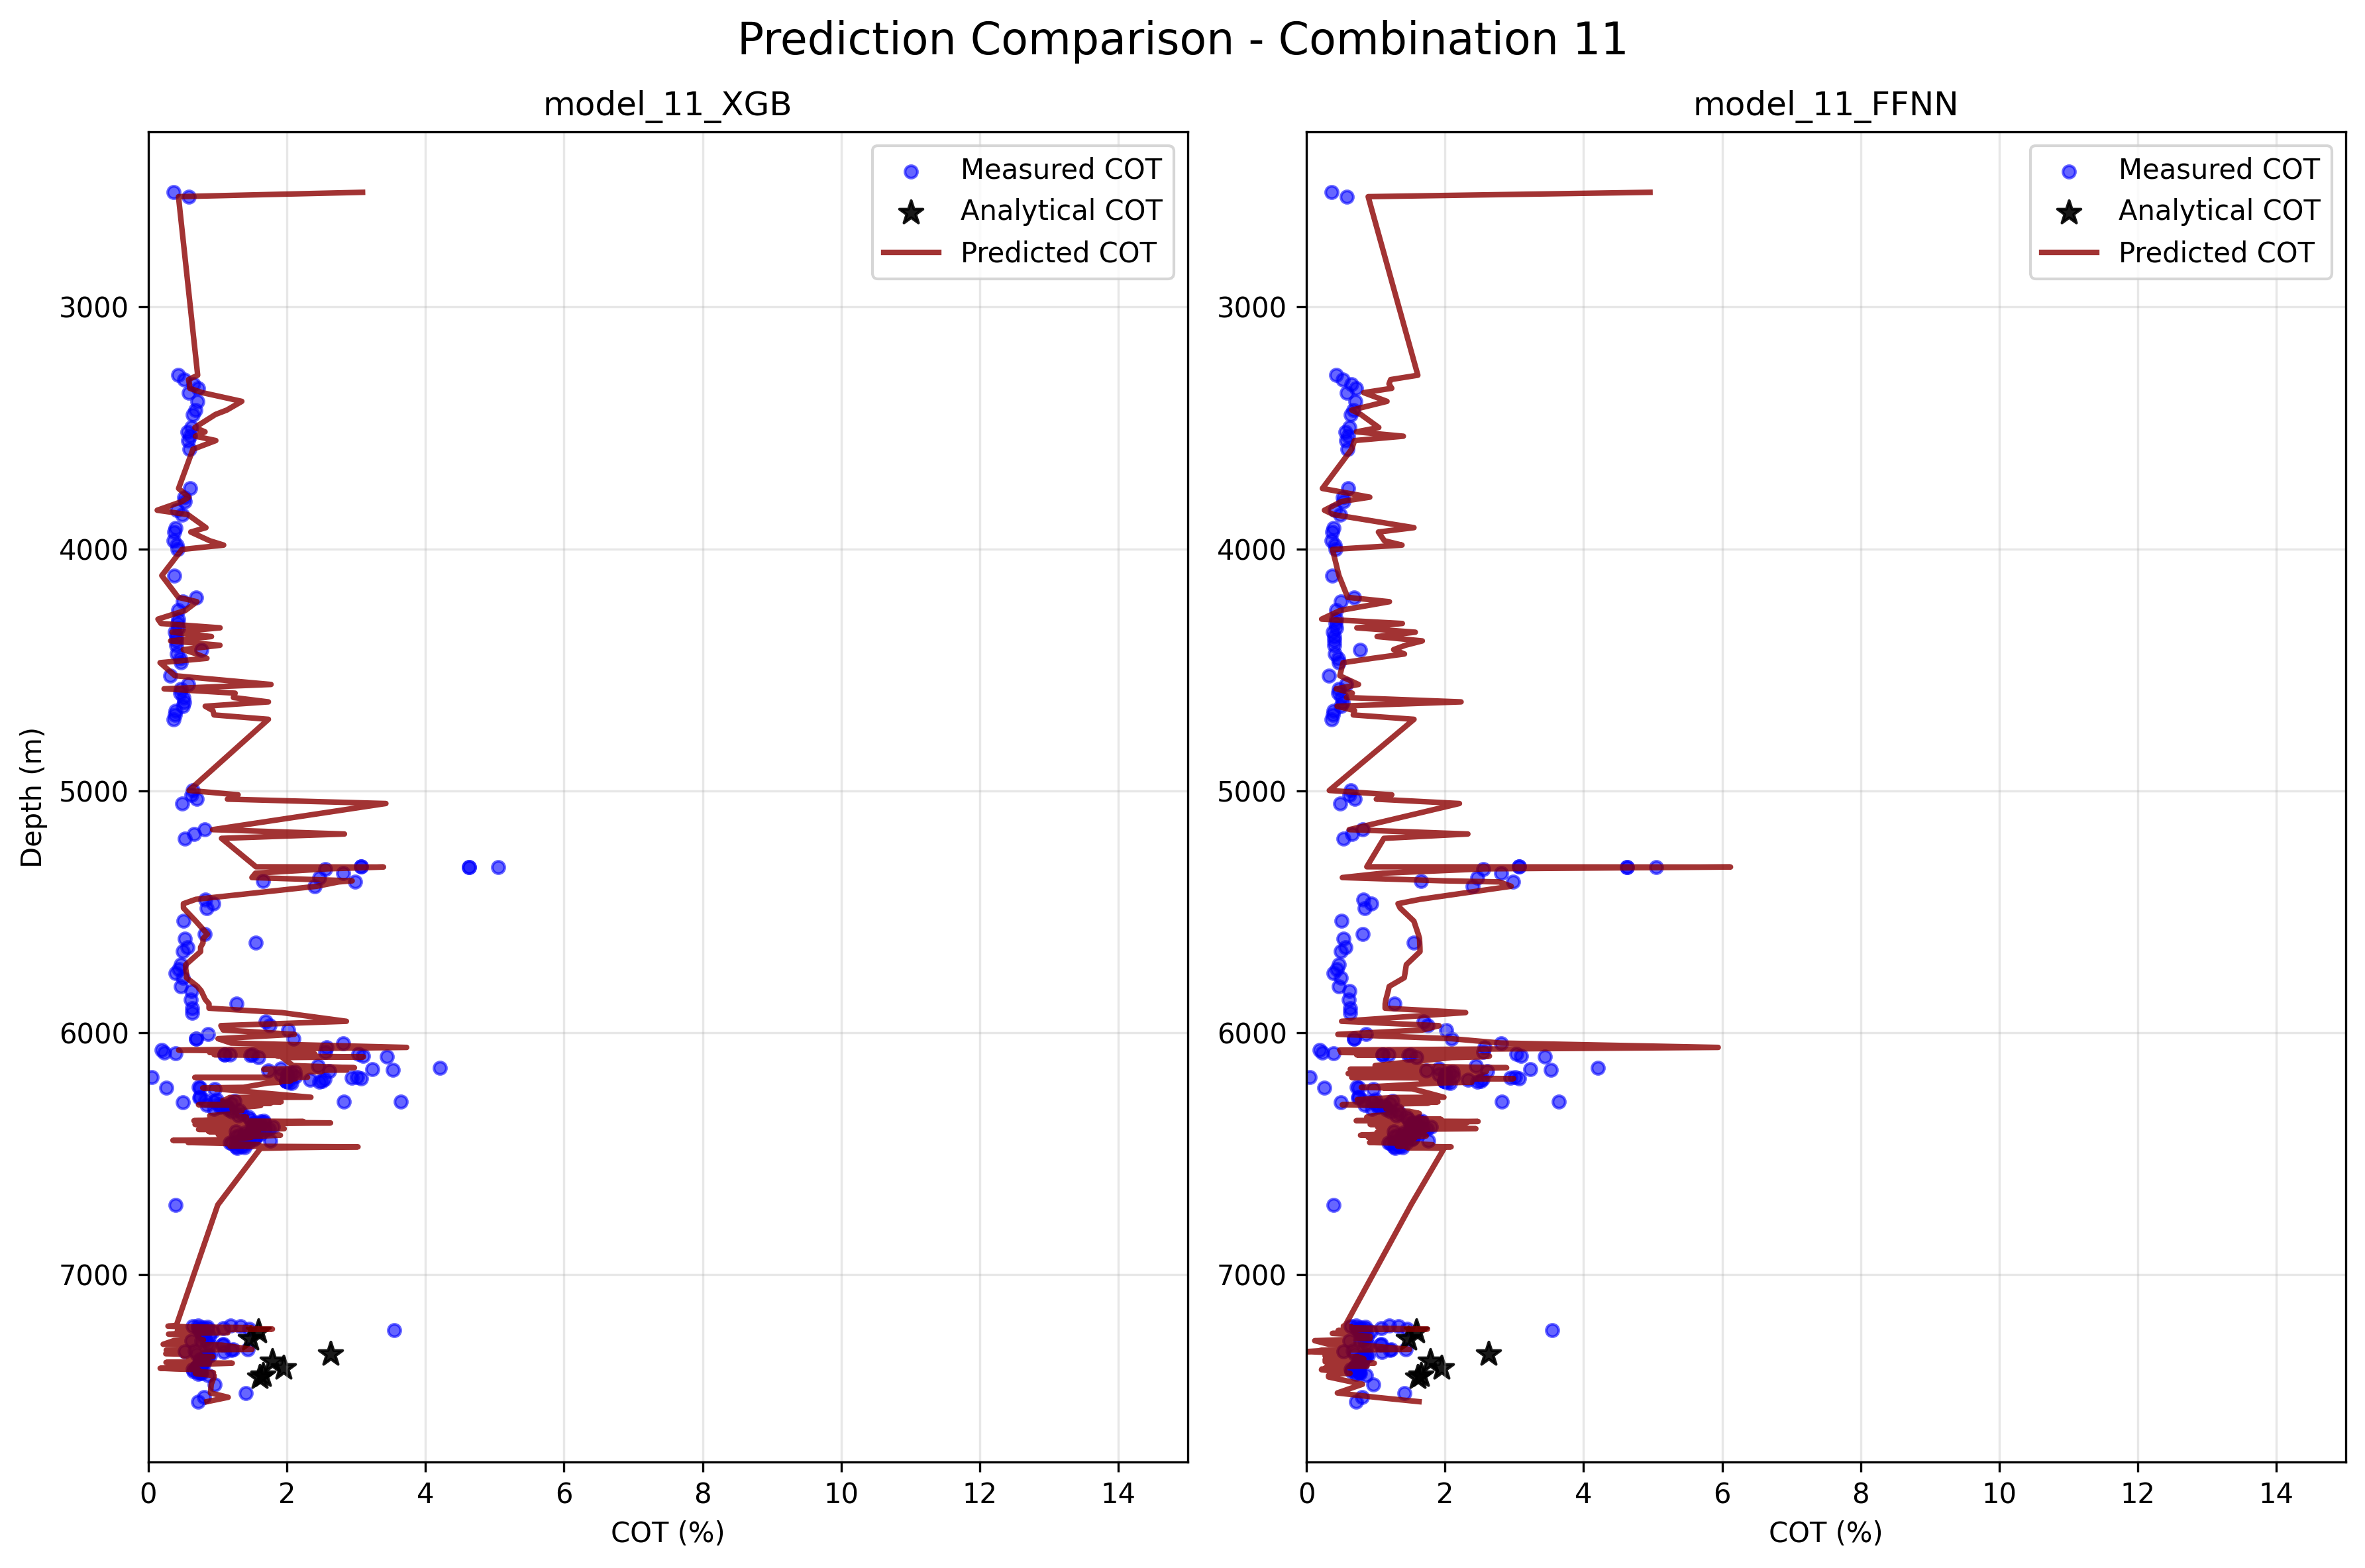 Prediction Comparison - Combination 11
model_11_XGB
Measured COT
Analytical COT
Predicted COT
3000
4000
5000
6000
7000
Depth (m)
0 2 4 6 8 10 12 14
COT (%)
model_11_FFNN
Measured COT
Analytical COT
Predicted COT
3000
4000
5000
6000
7000
0 2 4 6 8 10 12 14
COT (%)